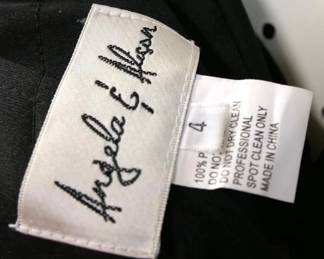 Angela & Alison
4
100% P
DO NOT
DO NOT DRY CLEAN
PROFESSIONAL
SPOT CLEAN ONLY
MADE IN CHINA